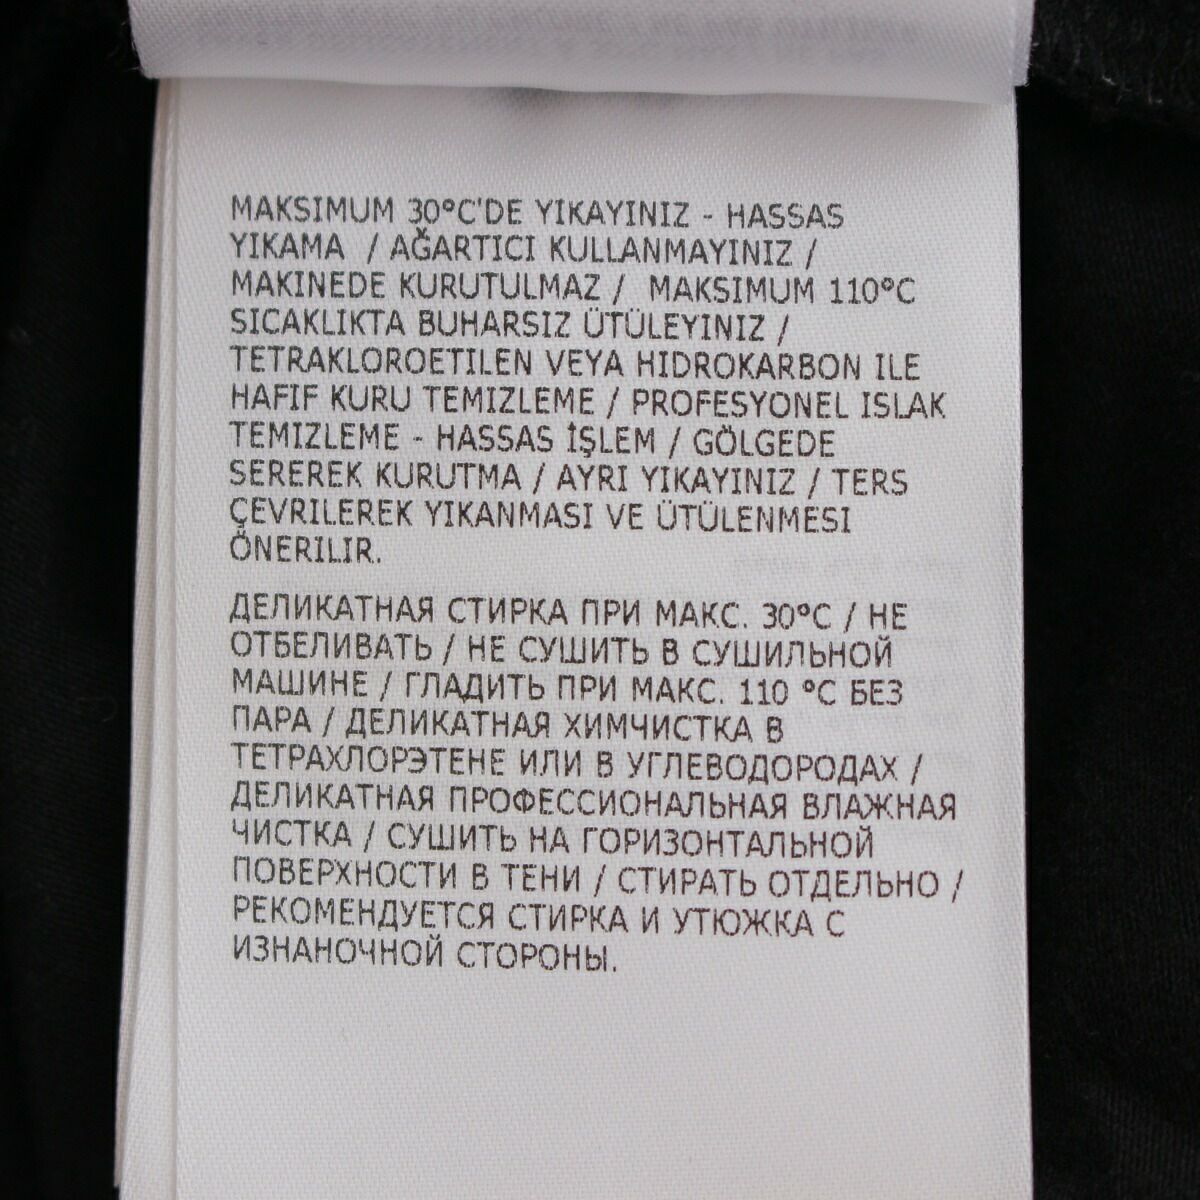 MAKSIMUM 30°C'DE YIKAYINIZ - HASSAS
YIKAMA / AĞARTICI KULLANMAYINIZ /
MAKINEDE KURUTULMAZ / MAKSIMUM 110°C
SICAKLIKTA BUHARSIZ ÜTÜLEYINIZ /
TETRAKLOROETILEN VEYA HIDROKARBON ILE
HAFIF KURU TEMIZLEME / PROFESYONEL ISLAK
TEMIZLEME - HASSAS İŞLEM / GÖLGEDE
SEREREK KURUTMA / AYRI YIKAYINIZ / TERS
ÇEVRILEREK YIKANMASI VE ÜTÜLENMESI
ÖNERILIR.
ДЕЛИКАТНАЯ СТИРКА ПРИ МАКС. 30°C / НЕ
ОТБЕЛИВАТЬ / НЕ СУШИТЬ В СУШИЛЬНОЙ
МАШИНЕ / ГЛАДИТЬ ПРИ МАКС. 110 °C БЕЗ
ПАРА / ДЕЛИКАТНАЯ ХИМЧИСТКА В
ТЕТРАХЛОРЭТЕНЕ ИЛИ В УГЛЕВОДОРОДАХ /
ДЕЛИКАТНАЯ ПРОФЕССИОНАЛЬНАЯ ВЛАЖНАЯ
ЧИСТКА / СУШИТЬ НА ГОРИЗОНТАЛЬНОЙ
ПОВЕРХНОСТИ В ТЕНИ / СТИРАТЬ ОТДЕЛЬНО /
РЕКОМЕНДУЕТСЯ СТИРКА И УТЮЖКА С
ИЗНАНОЧНОЙ СТОРОНЫ.